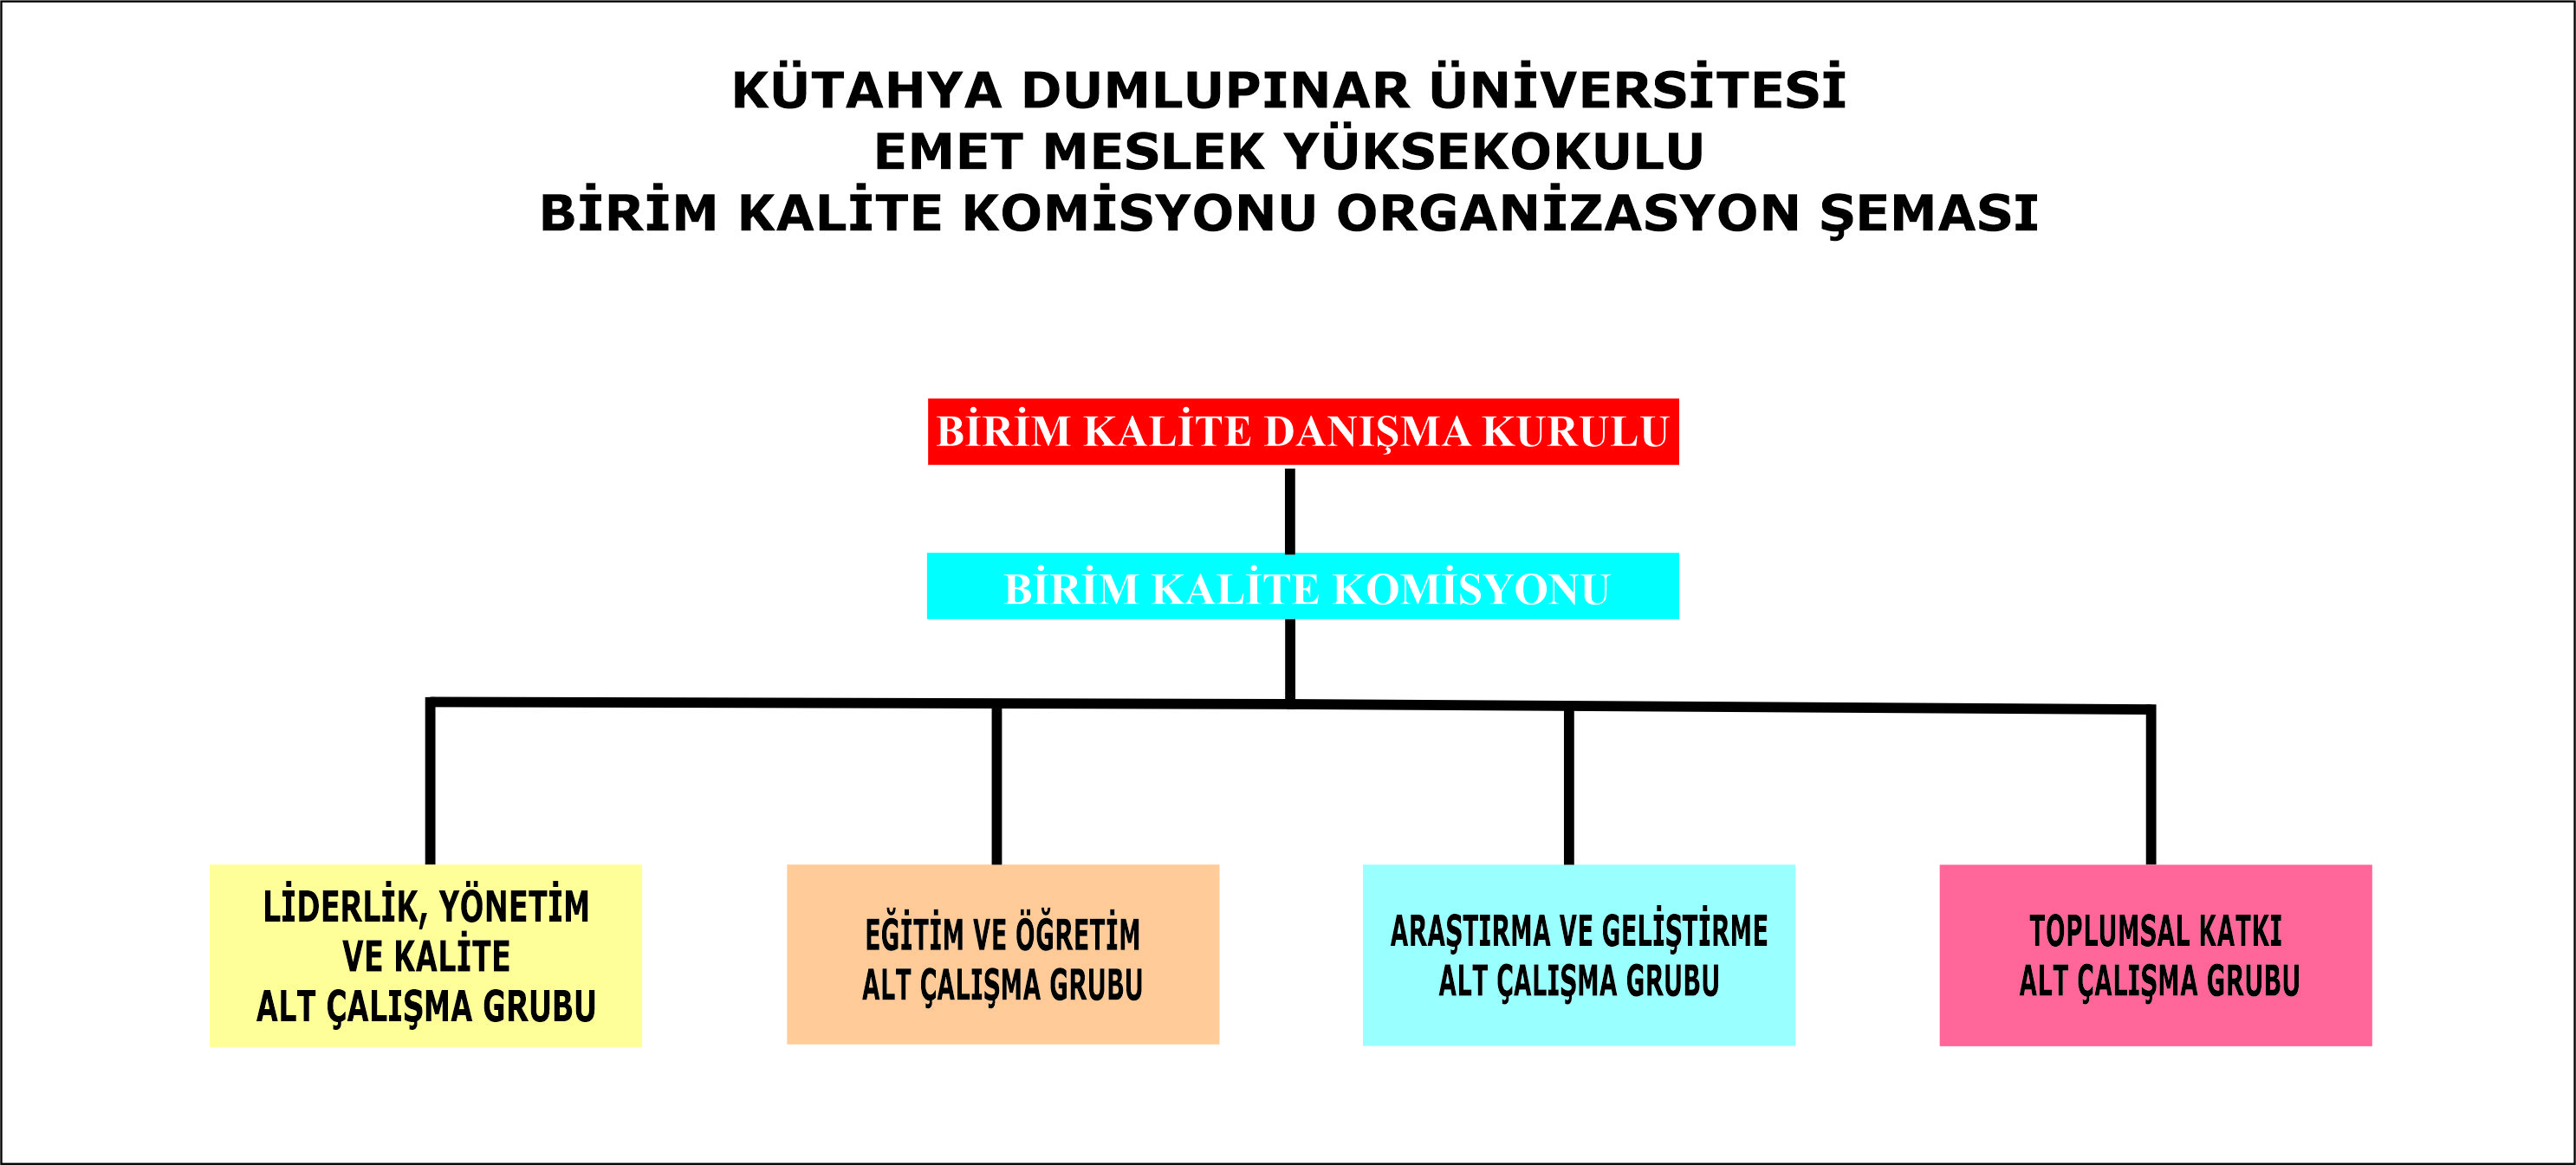 KÜTAHYA DUMLUPINAR ÜNİVERSİTESİ
EMET MESLEK YÜKSEKOKULU
BİRİM KALİTE KOMİSYONU ORGANİZASYON ŞEMASI
BİRİM KALİTE DANIŞMA KURULU
BİRİM KALİTE KOMİSYONU
LİDERLİK, YÖNETİM
VE KALİTE
ALT ÇALIŞMA GRUBU
EĞİTİM VE ÖĞRETİM
ALT ÇALIŞMA GRUBU
ARAŞTIRMA VE GELİŞTİRME
ALT ÇALIŞMA GRUBU
TOPLUMSAL KATKI
ALT ÇALIŞMA GRUBU